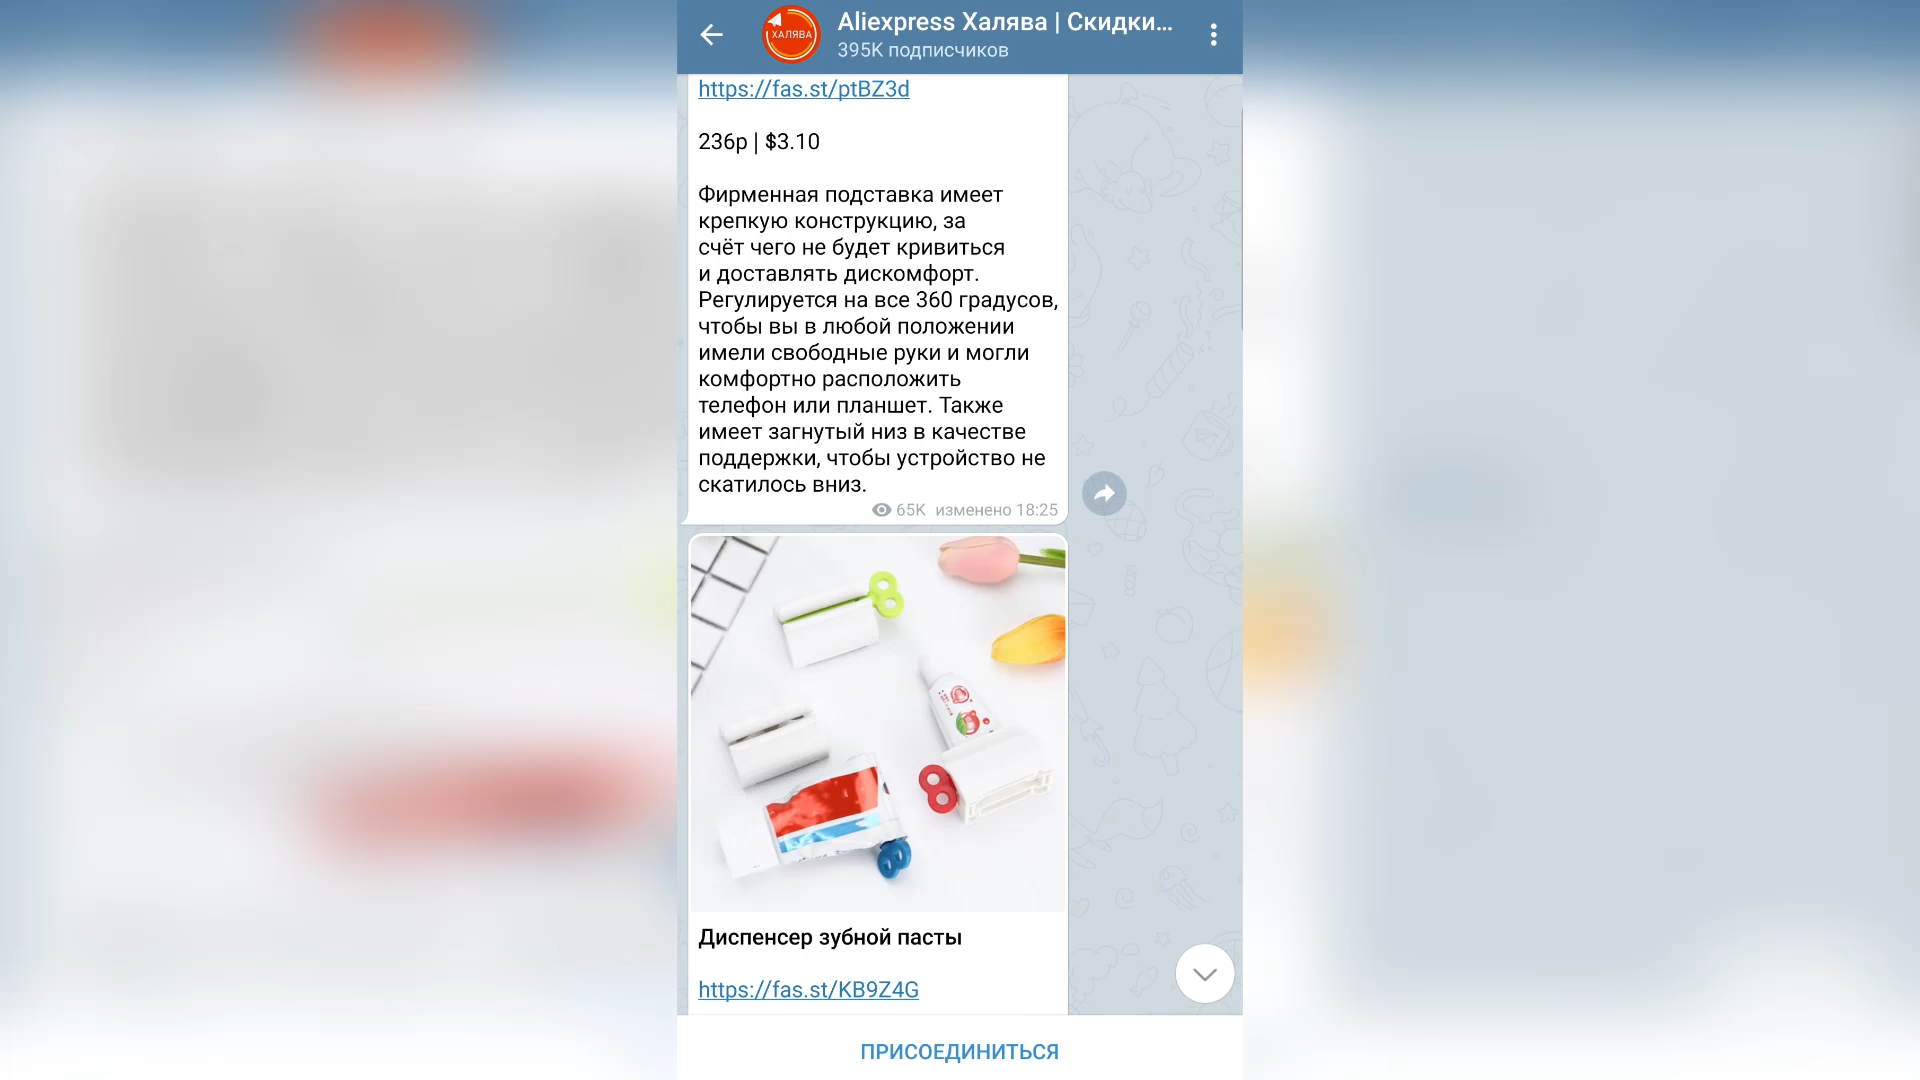 ХАЛЯВА
Aliexpress Халява | Скидки...
395K подписчиков
https://fas.st/ptBZ3d
236р | $3.10
Фирменная подставка имеет
крепкую конструкцию, за
счёт чего не будет кривиться
и доставлять дискомфорт.
Регулируется на все 360 градусов,
чтобы вы в любой положении
имели свободные руки и могли
комфортно расположить
телефон или планшет. Также
имеет загнутый низ в качестве
поддержки, чтобы устройство не
скатилось вниз.
65K изменено 18:25
Диспенсер зубной пасты
https://fas.st/KB9Z4G
ПРИСОЕДИНИТЬСЯ